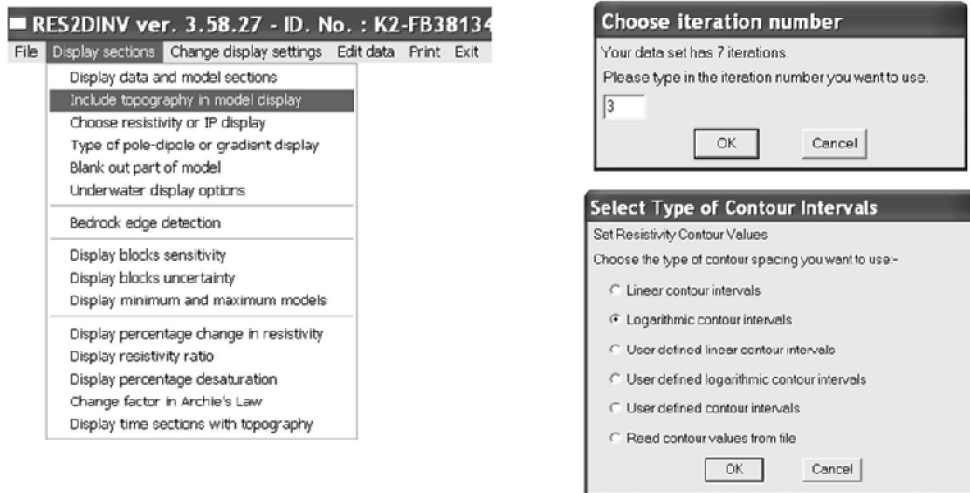 RES2DINV ver. 3.58.27 - ID. No. : K2-FB38134
File Display sections Change display settings Edit data Print Exit
Display data and model sections
Include topography in model display
Choose resistivity or IP display
Type of pole-dipole or gradient display
Blank out part of model
Underwater display options
Bedrock edge detection
Display blocks sensitivity
Display blocks uncertainty
Display minimum and maximum models
Display percentage change in resistivity
Display resistivity ratio
Display percentage desaturation
Change factor in Archie's Law
Display time sections with topography
Choose iteration number
Your data set has 7 iterations.
Please type in the iteration number you want to use.
3
OK Cancel
Select Type of Contour Intervals
Set Resistivity Contour Values
Choose the type of contour spacing you want to use:-
Linear contour intervals
Logarithmic contour intervals
User defined linear contour intervals
User defined logarithmic contour intervals
User defined contour intervals
Read contour values from file
OK Cancel